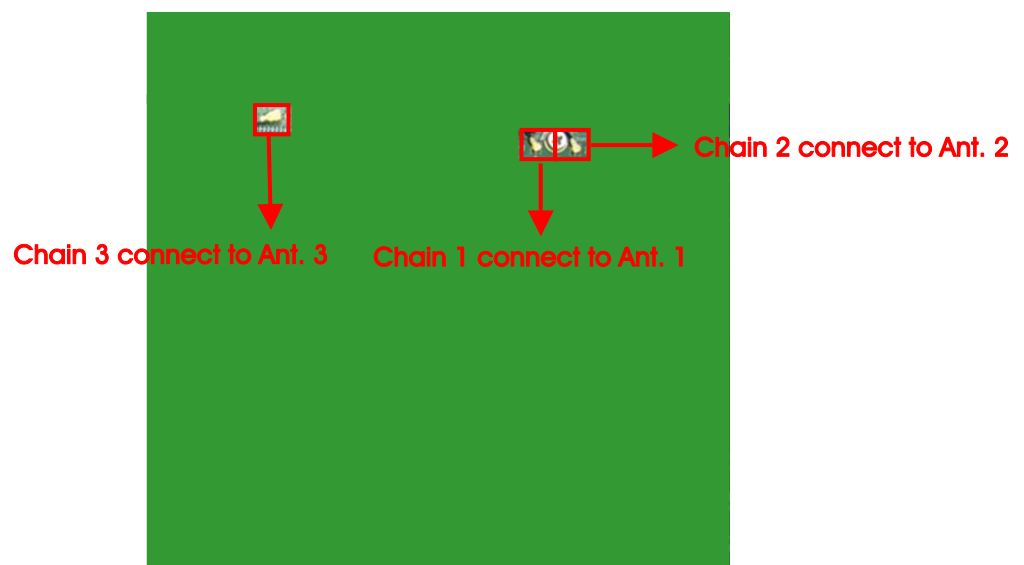 Chain 2 connect to Ant. 2
Chain 3 connect to Ant. 3
Chain 1 connect to Ant. 1